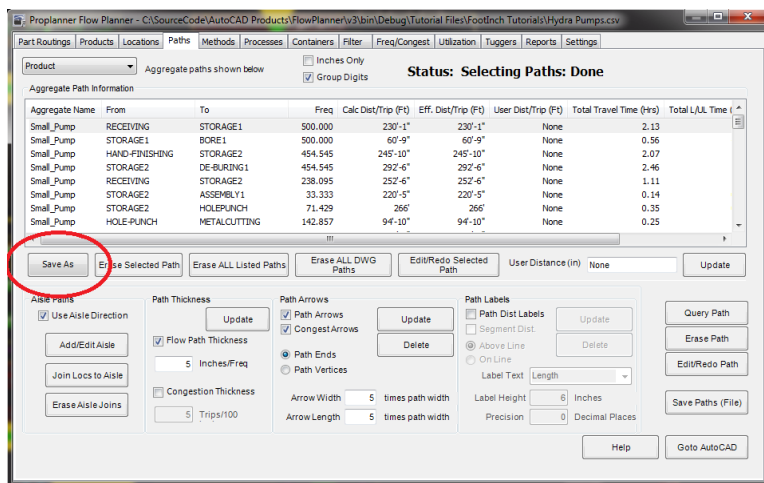 Proplanner Flow Planner - C:\SourceCode\AutoCAD Products\FlowPlanner\v3\bin\Debug\Tutorial Files\FootInch Tutorials\Hydra Pumps.csv
Part Routings Products Locations Paths Methods Processes Containers Filter Freq/Congest Utilization Tuggers Reports Settings
Product Aggregate paths shown below
Inches Only
Group Digits
Status: Selecting Paths: Done
Aggregate Path Information
Aggregate Name From To Freq Calc Dist/Trip (Ft) Eff. Dist/Trip (Ft) User Dist/Trip (Ft) Total Travel Time (Hrs) Total L/UL Time
Small_Pump RECEIVING STORAGE1 500.000 230'-1" 230'-1" None 2.13
Small_Pump STORAGE1 BORE1 500.000 60'-9" 60'-9" None 0.56
Small_Pump HAND-FINISHING STORAGE2 454.545 245'-10" 245'-10" None 2.07
Small_Pump STORAGE2 DE-BURING1 454.545 292'-6" 292'-6" None 2.46
Small_Pump RECEIVING STORAGE2 238.095 252'-6" 252'-6" None 1.11
Small_Pump STORAGE2 ASSEMBLY1 33.333 220'-5" 220'-5" None 0.14
Small_Pump STORAGE2 HOLEPUNCH 71.429 266' 266' None 0.35
Small_Pump HOLE-PUNCH METALCUTTING 142.857 94'-10" 94'-10" None 0.25
Save As Erase Selected Path Erase ALL Listed Paths Erase ALL DWG Paths Edit/Redo Selected Path User Distance (in) None Update
Aisle Paths
Use Aisle Direction
Add/Edit Aisle
Join Locs to Aisle
Erase Aisle Joins
Path Thickness
Update
Flow Path Thickness
5 Inches/Freq
Congestion Thickness
5 Trips/100
Path Arrows
Path Arrows
Congest Arrows
Update
Delete
Path Ends
Path Vertices
Arrow Width 5 times path width
Arrow Length 5 times path width
Path Labels
Path Dist Labels
Segment Dist.
Update
Above Line
On Line
Delete
Label Text Length
Label Height 6 Inches
Precision 0 Decimal Places
Query Path
Erase Path
Edit/Redo Path
Save Paths (File)
Help Goto AutoCAD